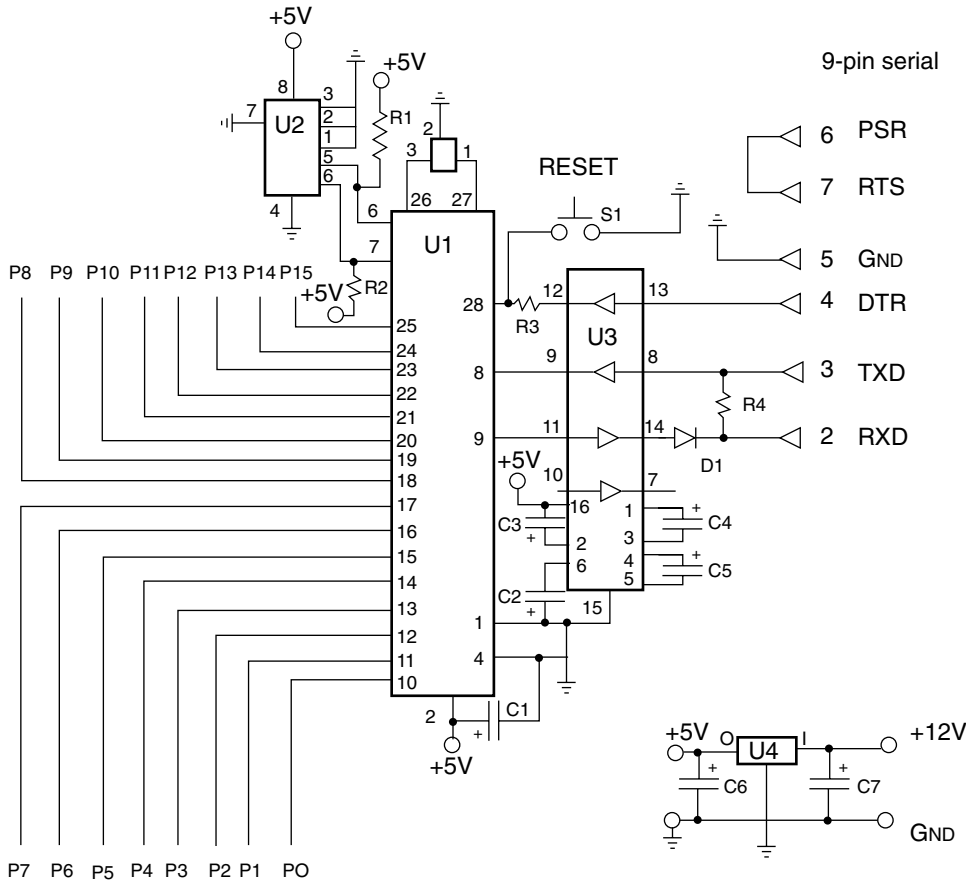 +5V
+5V
9-pin serial
8
3
7
U2
2
R1
2
6
PSR
1
3
1
5
RESET
6
7
RTS
4
6
26
27
S1
7
U1
5
GND
P8 P9 P10 P11 P12 P13 P14 P15
R2
+5V
28
12
13
4
DTR
R3
25
U3
24
9
8
3
TXD
23
8
22
R4
21
11
14
2
RXD
20
9
D1
19
+5V
10
7
18
16
1
+
C4
17
C3
+
2
3
16
6
4
+
C5
15
5
14
C2
+
15
13
1
12
11
4
10
2
C1
+
+5V
+5V
O
U4
I
+12V
+
C6
+
C7
GND
P7 P6 P5 P4 P3 P2 P1 PO